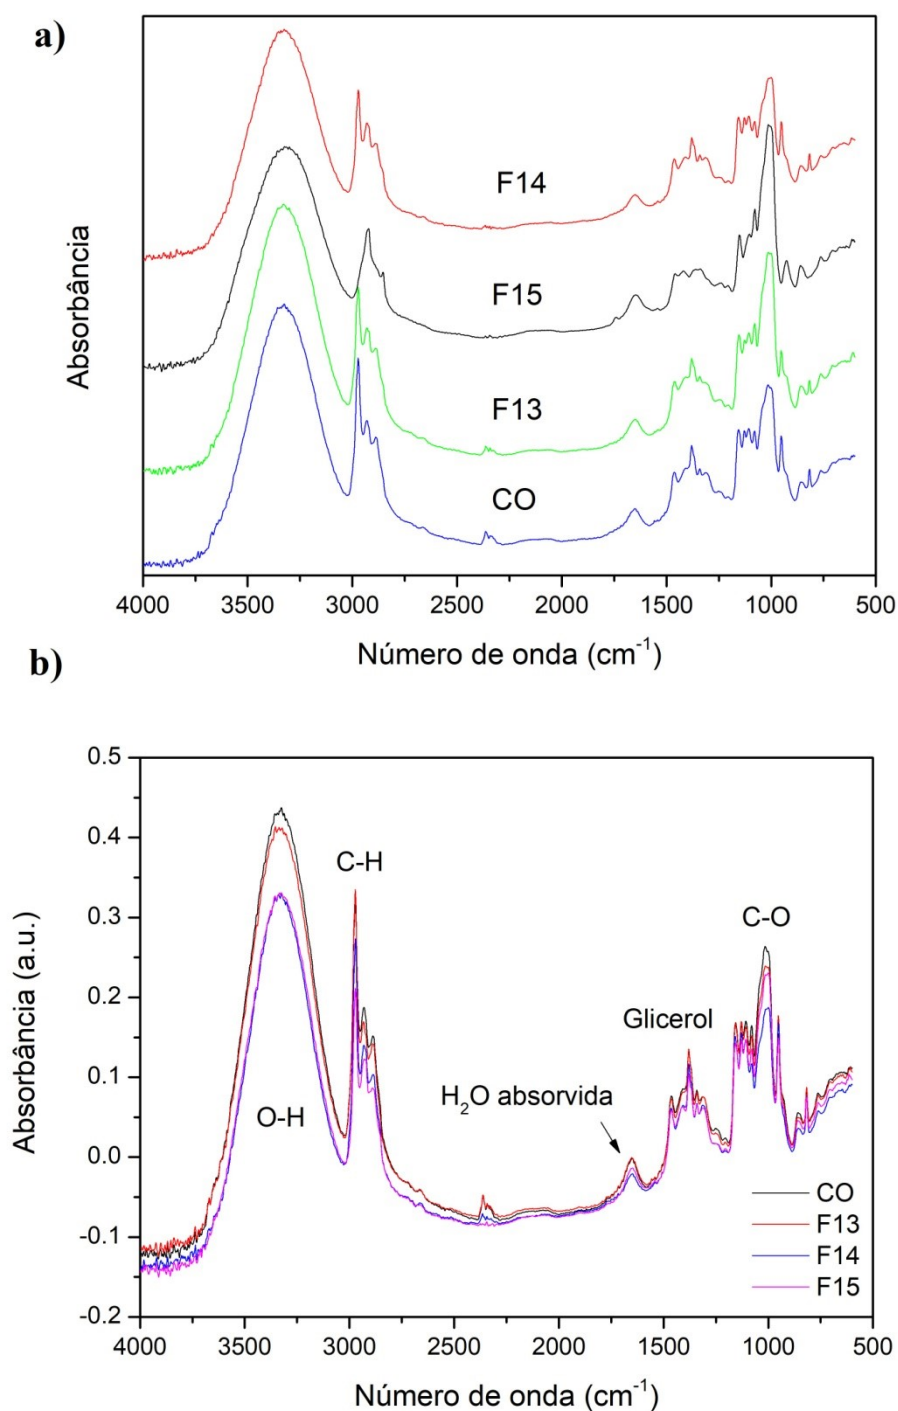 a)
Absorbância
F14
F15
F13
CO
4000 3500 3000 2500 2000 1500 1000 500
Número de onda (cm⁻¹)
b)
Absorbância (a.u.)
0.5
0.4
0.3
0.2
0.1
0.0
-0.1
-0.2
C-H
C-O
Glicerol
H₂O absorvida
O-H
CO
F13
F14
F15
4000 3500 3000 2500 2000 1500 1000 500
Número de onda (cm⁻¹)